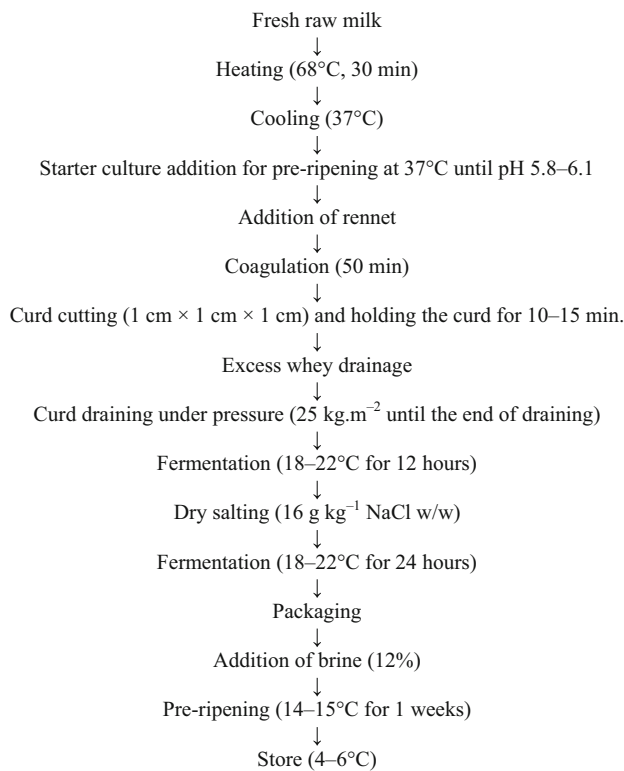 Fresh raw milk
↓
Heating (68°C, 30 min)
↓
Cooling (37°C)
↓
Starter culture addition for pre-ripening at 37°C until pH 5.8–6.1
↓
Addition of rennet
↓
Coagulation (50 min)
↓
Curd cutting (1 cm × 1 cm × 1 cm) and holding the curd for 10–15 min.
↓
Excess whey drainage
↓
Curd draining under pressure (25 kg.m⁻² until the end of draining)
↓
Fermentation (18–22°C for 12 hours)
↓
Dry salting (16 g kg⁻¹ NaCl w/w)
↓
Fermentation (18–22°C for 24 hours)
↓
Packaging
↓
Addition of brine (12%)
↓
Pre-ripening (14–15°C for 1 weeks)
↓
Store (4–6°C)